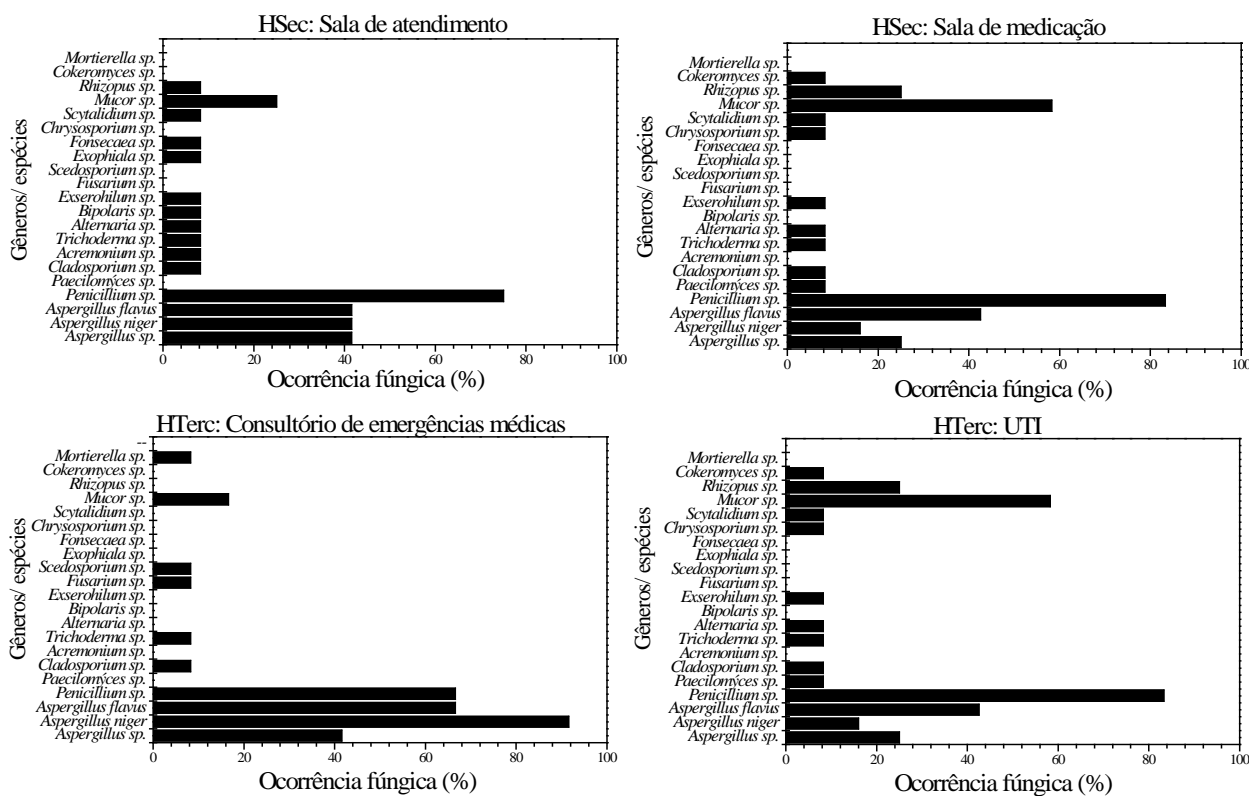 HSec: Sala de atendimento
Gêneros/ espécies
Mortierella sp.
Cokeromyces sp.
Rhizopus sp.
Mucor sp.
Scytalidium sp.
Chrysosporium sp.
Fonsecaea sp.
Exophiala sp.
Scedosporium sp.
Fusarium sp.
Exserohilum sp.
Bipolaris sp.
Alternaria sp.
Trichoderma sp.
Acremonium sp.
Cladosporium sp.
Paecilomýces sp.
Penicillium sp.
Aspergillus flavus
Aspergillus niger
Aspergillus sp.
0 20 40 60 80 100
Ocorrência fúngica (%)
HSec: Sala de medicação
Gêneros/ espécies
Mortierella sp.
Cokeromyces sp.
Rhizopus sp.
Mucor sp.
Scytalidium sp.
Chrysosporium sp.
Fonsecaea sp.
Exophiala sp.
Scedosporium sp.
Fusarium sp.
Exserohilum sp.
Bipolaris sp.
Alternaria sp.
Trichoderma sp.
Acremonium sp.
Cladosporium sp.
Paecilomýces sp.
Penicillium sp.
Aspergillus flavus
Aspergillus niger
Aspergillus sp.
0 20 40 60 80 100
Ocorrência fúngica (%)
HTerc: Consultório de emergências médicas
Gêneros/ espécies
--
Mortierella sp.
Cokeromyces sp.
Rhizopus sp.
Mucor sp.
Scytalidium sp.
Chrysosporium sp.
Fonsecaea sp.
Exophiala sp.
Scedosporium sp.
Fusarium sp.
Exserohilum sp.
Bipolaris sp.
Alternaria sp.
Trichoderma sp.
Acremonium sp.
Cladosporium sp.
Paecilomýces sp.
Penicillium sp.
Aspergillus flavus
Aspergillus niger
Aspergillus sp.
0 20 40 60 80 100
Ocorrência fúngica (%)
HTerc: UTI
Gêneros/ espécies
Mortierella sp.
Cokeromyces sp.
Rhizopus sp.
Mucor sp.
Scytalidium sp.
Chrysosporium sp.
Fonsecaea sp.
Exophiala sp.
Scedosporium sp.
Fusarium sp.
Exserohilum sp.
Bipolaris sp.
Alternaria sp.
Trichoderma sp.
Acremonium sp.
Cladosporium sp.
Paecilomýces sp.
Penicillium sp.
Aspergillus flavus
Aspergillus niger
Aspergillus sp.
0 20 40 60 80 100
Ocorrência fúngica (%)